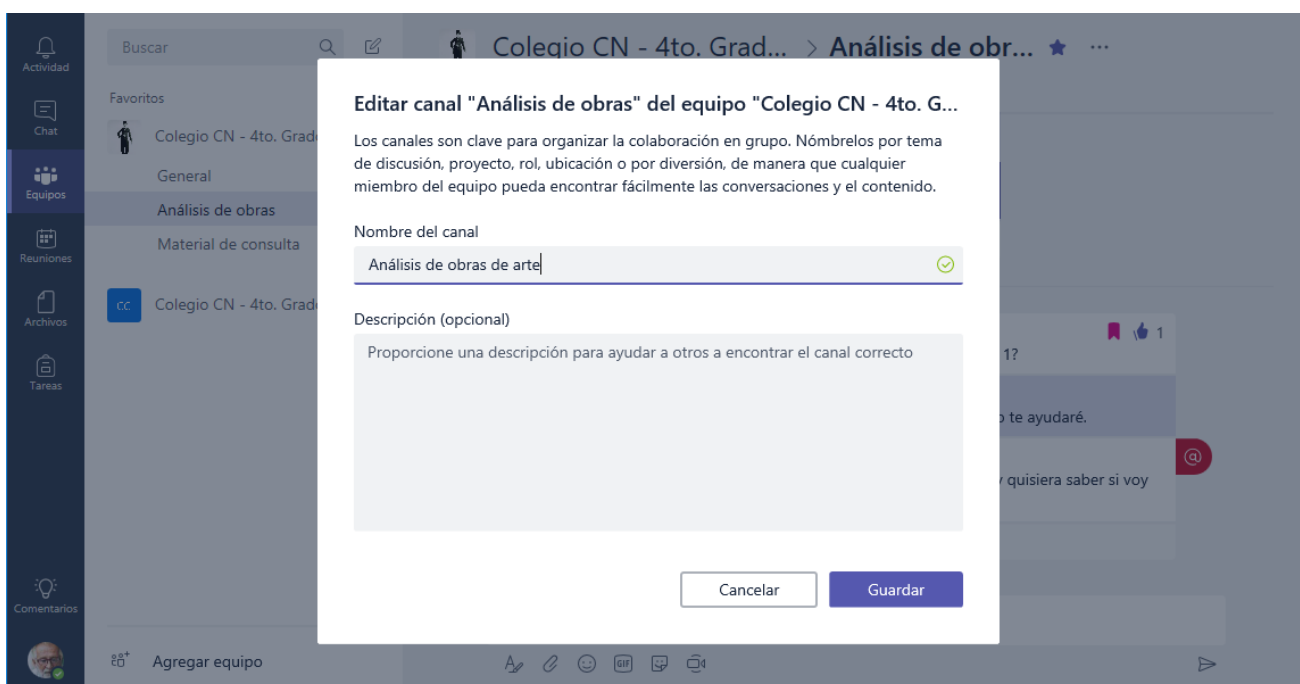 Actividad
Chat
Equipos
Reuniones
Archivos
Tareas
Comentarios
Buscar
Favoritos
Colegio CN - 4to. Grad
General
Análisis de obras
Material de consulta
CC
Colegio CN - 4to. Grad
Agregar equipo
Colegio CN - 4to. Grad... > Análisis de obr... ...
Editar canal "Análisis de obras" del equipo "Colegio CN - 4to. G...
Los canales son clave para organizar la colaboración en grupo. Nómbrelos por tema
de discusión, proyecto, rol, ubicación o por diversión, de manera que cualquier
miembro del equipo pueda encontrar fácilmente las conversaciones y el contenido.
Nombre del canal
Análisis de obras de arte
Descripción (opcional)
Proporcione una descripción para ayudar a otros a encontrar el canal correcto
Cancelar
Guardar
1
1?
te ayudaré.
@
quisiera saber si voy
GIF